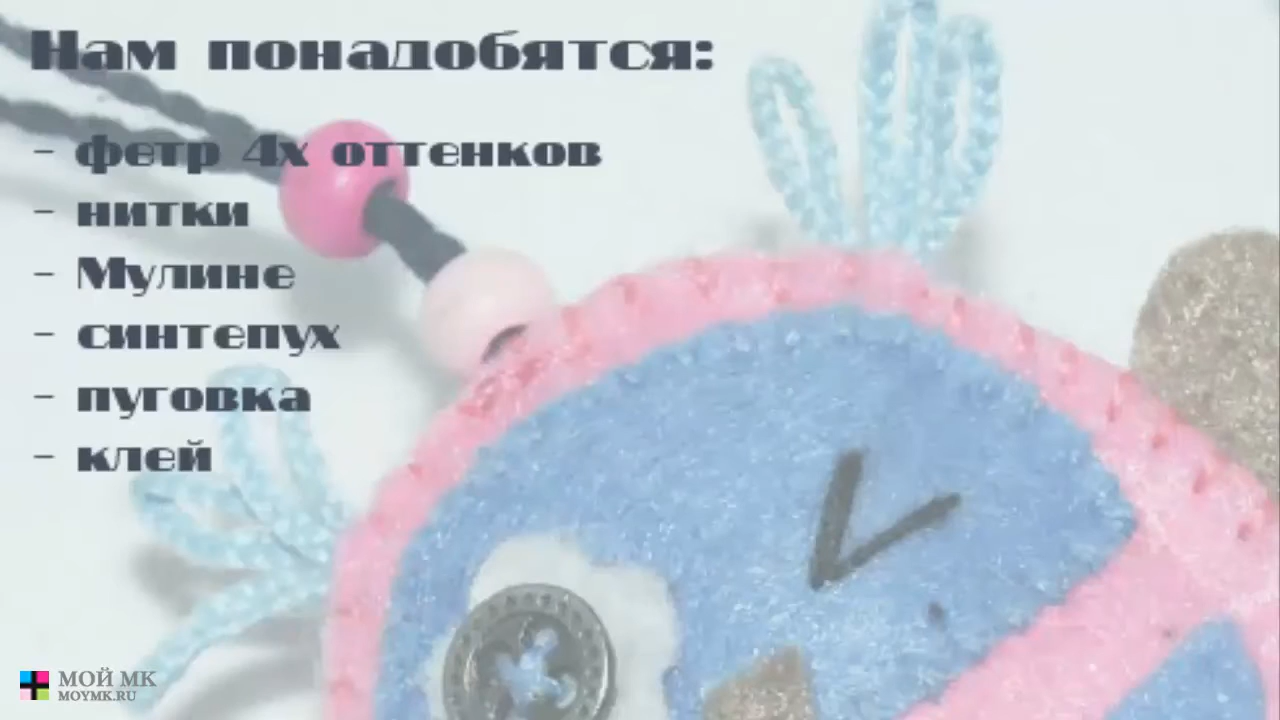 Нам понадобятся:
- фетр 4х оттенков
- нитки
- Мулине
- синтепух
- пуговка
- клей
МОЙ МК
MOYMK.RU